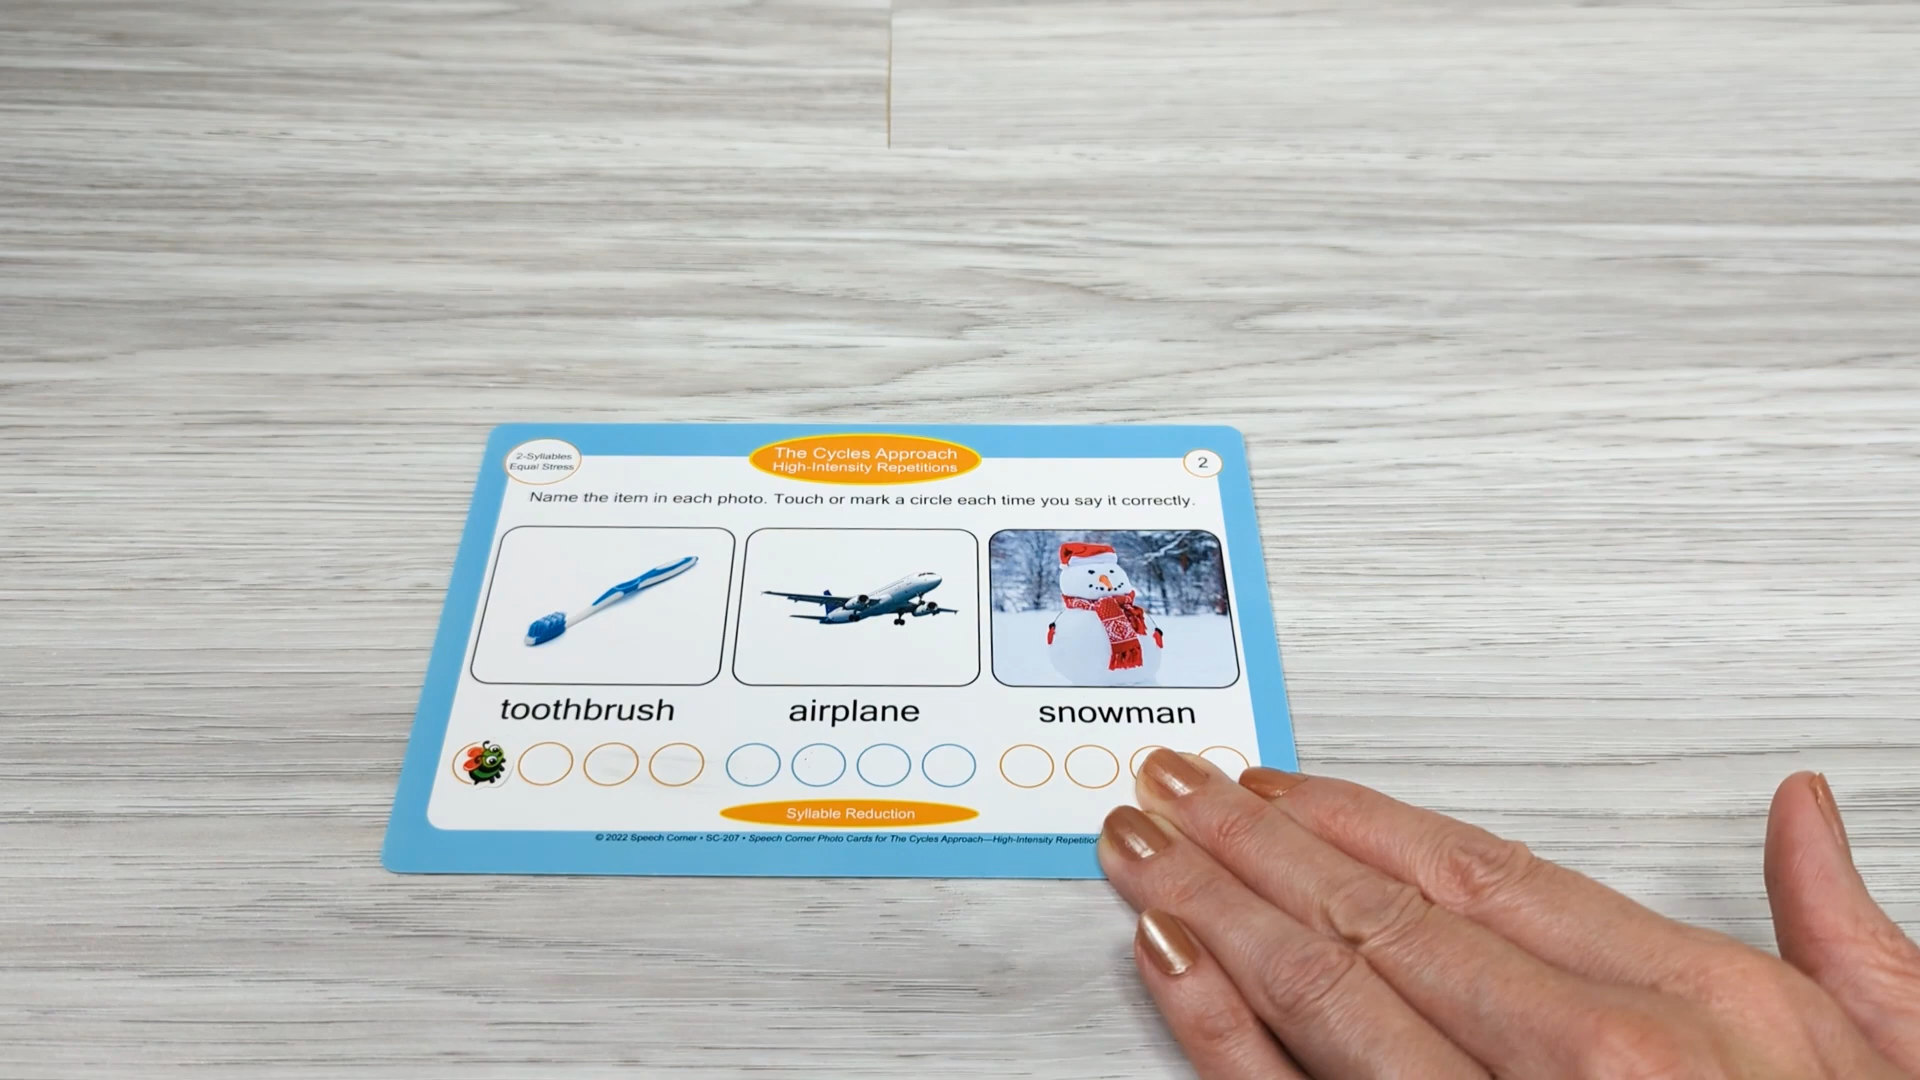 2-Syllables
Equal Stress
The Cycles Approach
High-Intensity Repetitions
2
Name the item in each photo. Touch or mark a circle each time you say it correctly.
toothbrush
airplane
snowman
Syllable Reduction
© 2022 Speech Corner • SC-207 • Speech Corner Photo Cards for The Cycles Approach—High-Intensity Repetition